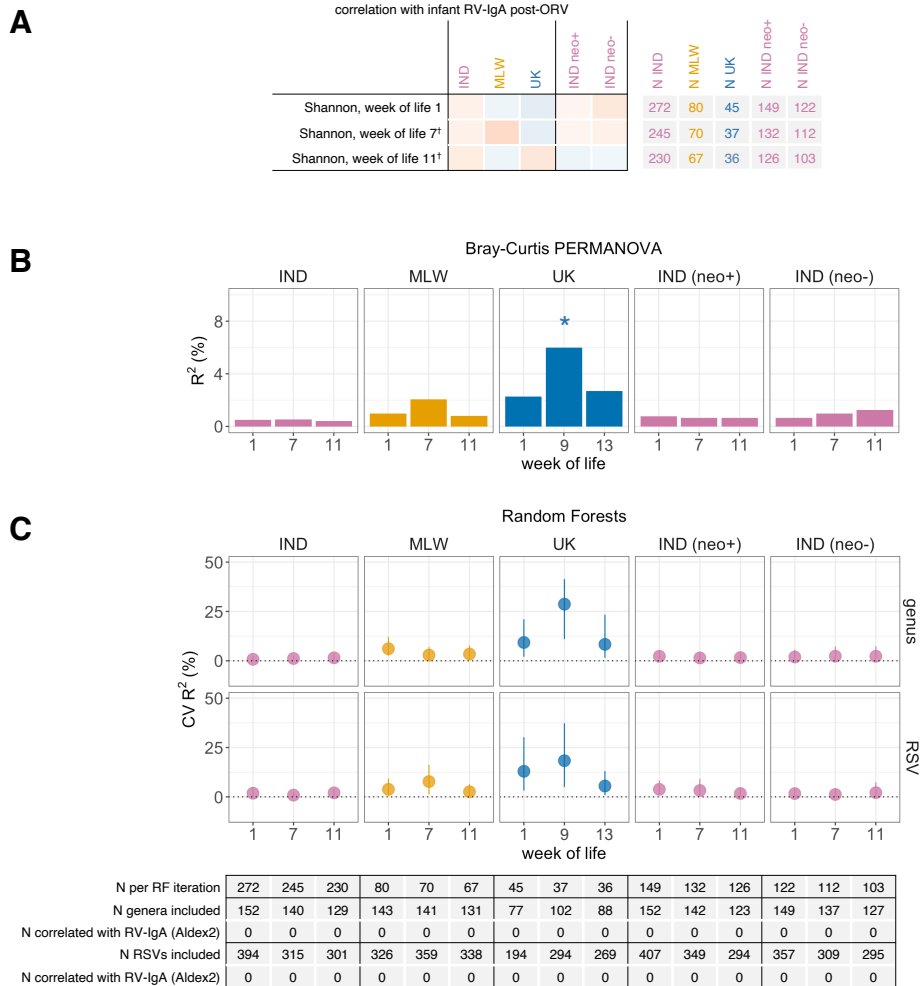 A
correlation with infant RV-IgA post-ORV
IND MLW UK IND neo+ IND neo- N IND N MLW N UK N IND neo+ N IND neo-
Shannon, week of life 1 272 80 45 149 122
Shannon, week of life 7† 245 70 37 132 112
Shannon, week of life 11† 230 67 36 126 103
B
Bray-Curtis PERMANOVA
IND MLW UK IND (neo+) IND (neo-)
R² (%)
8
*
4
0
1 7 11 1 7 11 1 9 13 1 7 11 1 7 11
week of life
C
Random Forests
IND MLW UK IND (neo+) IND (neo-)
CV R² (%)
50
25
0
genus
50
25
0
RSV
1 7 11 1 7 11 1 9 13 1 7 11 1 7 11
week of life
N per RF iteration 272 245 230 80 70 67 45 37 36 149 132 126 122 112 103
N genera included 152 140 129 143 141 131 77 102 88 152 142 123 149 137 127
N correlated with RV-IgA (Aldex2) 0 0 0 0 0 0 0 0 0 0 0 0 0 0 0
N RSVs included 394 315 301 326 359 338 194 294 269 407 349 294 357 309 295
N correlated with RV-IgA (Aldex2) 0 0 0 0 0 0 0 0 0 0 0 0 0 0 0